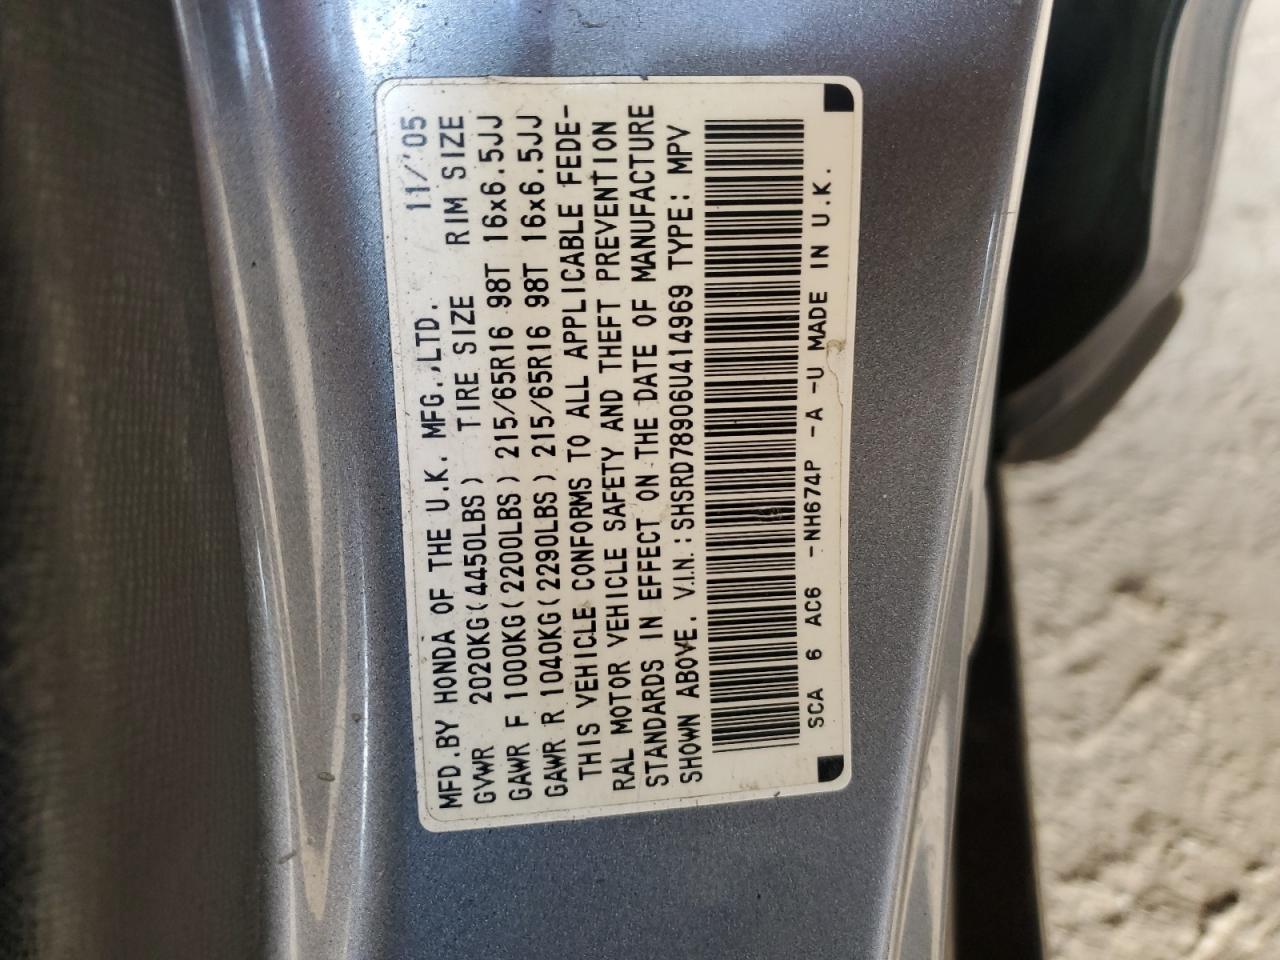 MFD.BY HONDA OF THE U.K. MFG.,LTD. 11/'05
GVWR 2020KG(4450LBS) TIRE SIZE RIM SIZE
GAWR F 1000KG(2200LBS) 215/65R16 98T 16x6.5JJ
GAWR R 1040KG(2290LBS) 215/65R16 98T 16x6.5JJ
THIS VEHICLE CONFORMS TO ALL APPLICABLE FEDE-
RAL MOTOR VEHICLE SAFETY AND THEFT PREVENTION
STANDARDS IN EFFECT ON THE DATE OF MANUFACTURE
SHOWN ABOVE. V.I.N.:SHSRD78906U414969 TYPE: MPV
SCA 6 AC6 -NH674P -A -U MADE IN U.K.